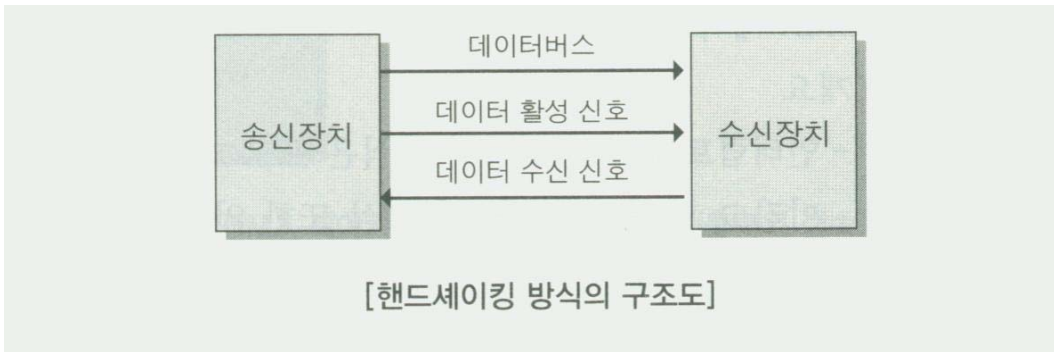 데이터버스
데이터 활성 신호
송신장치
수신장치
데이터 수신 신호
[핸드셰이킹 방식의 구조도]